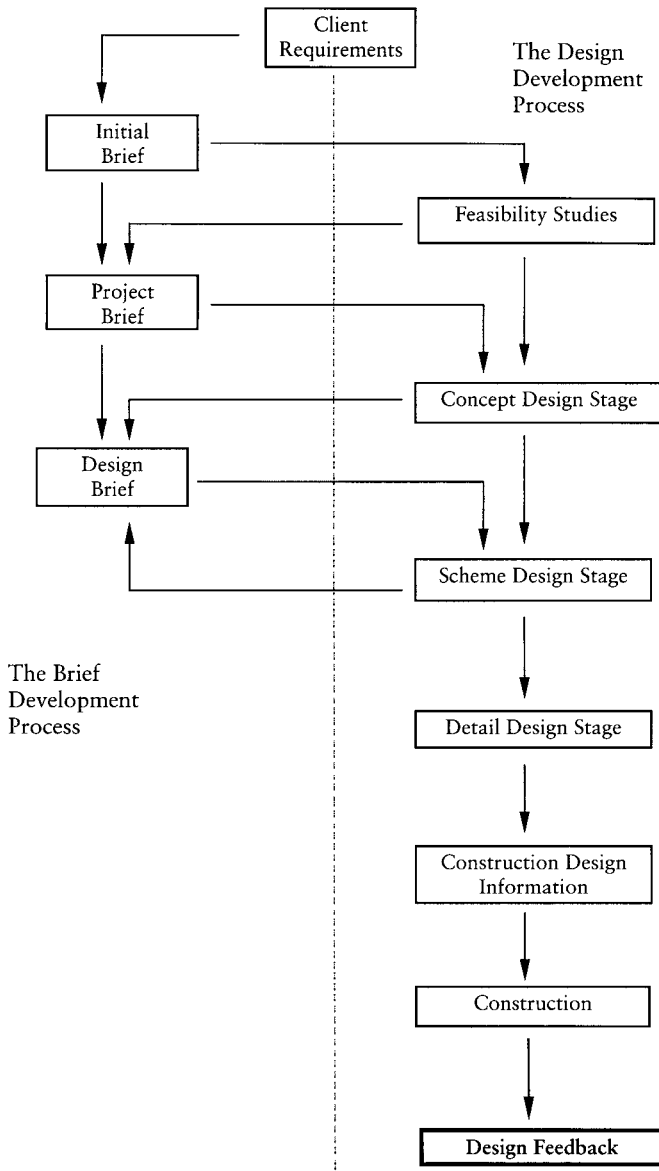 Client
Requirements
The Design
Development
Process
Initial
Brief
Feasibility Studies
Project
Brief
Concept Design Stage
Design
Brief
Scheme Design Stage
The Brief
Development
Process
Detail Design Stage
Construction Design
Information
Construction
Design Feedback